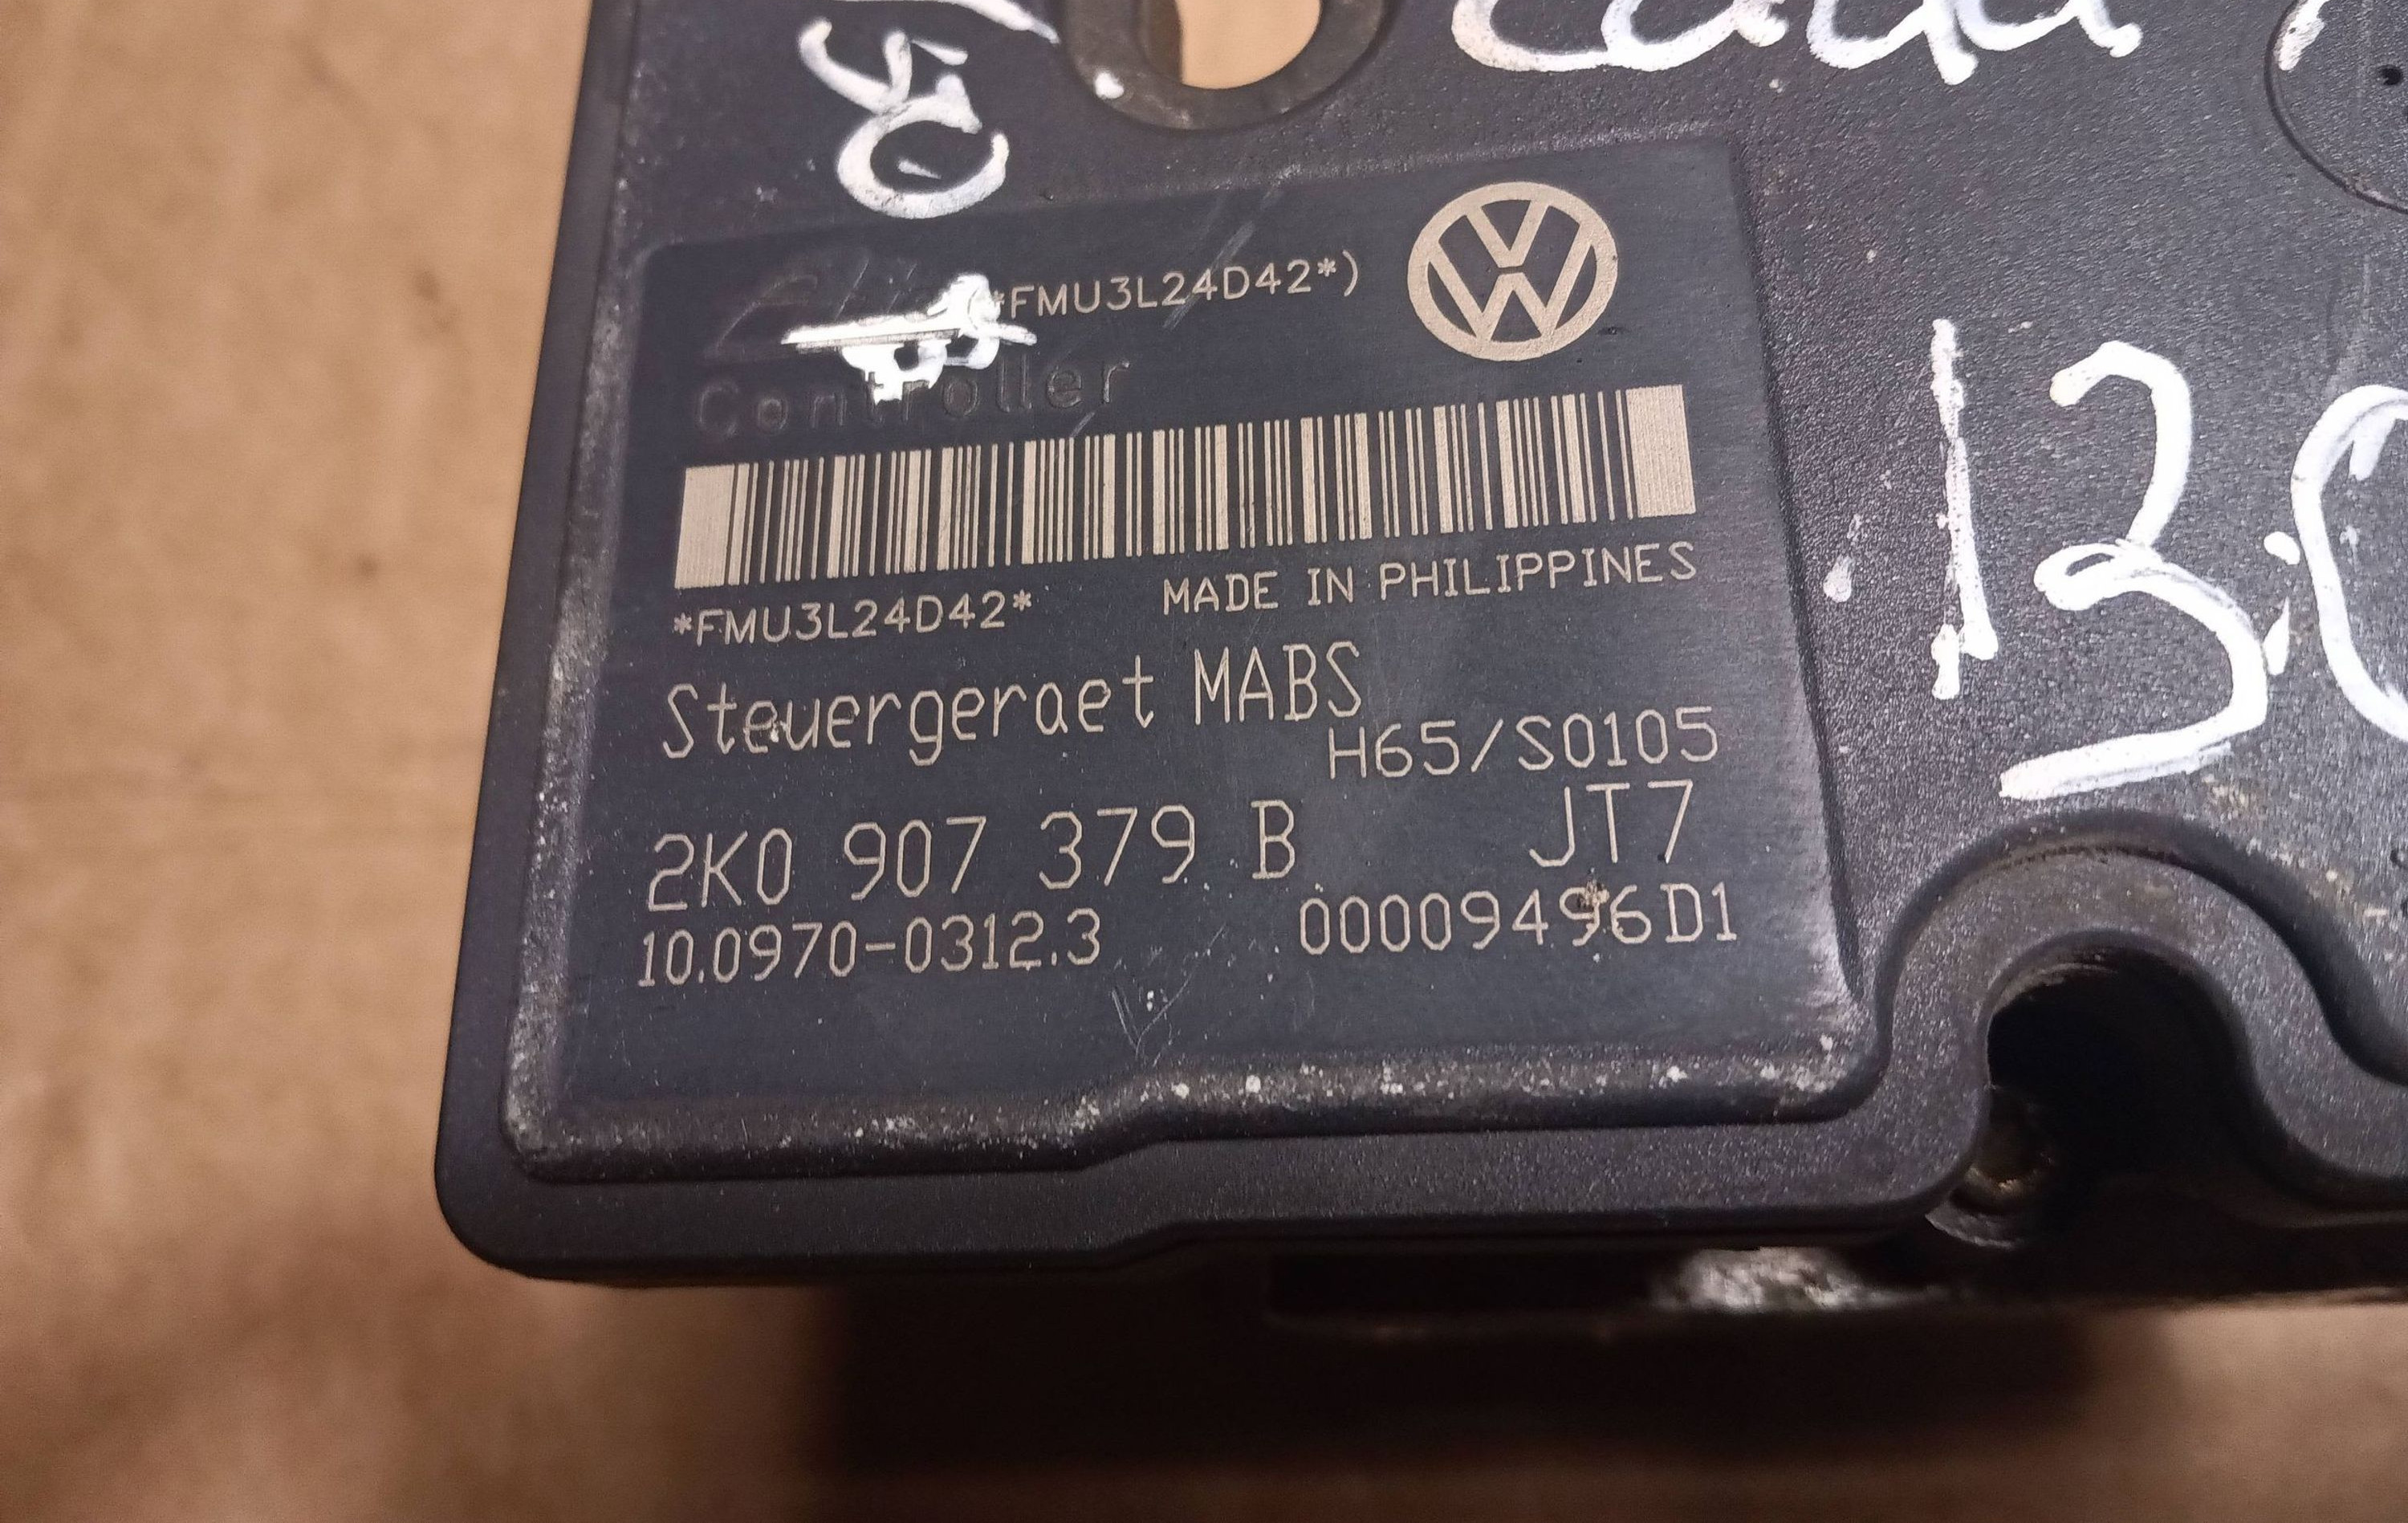 *FMU3L24D42*)
Controller
*FMU3L24D42* MADE IN PHILIPPINES
Steuergeraet MABS
H65/S0105
2K0 907 379 B JT7
10.0970-0312.3 00009496D1